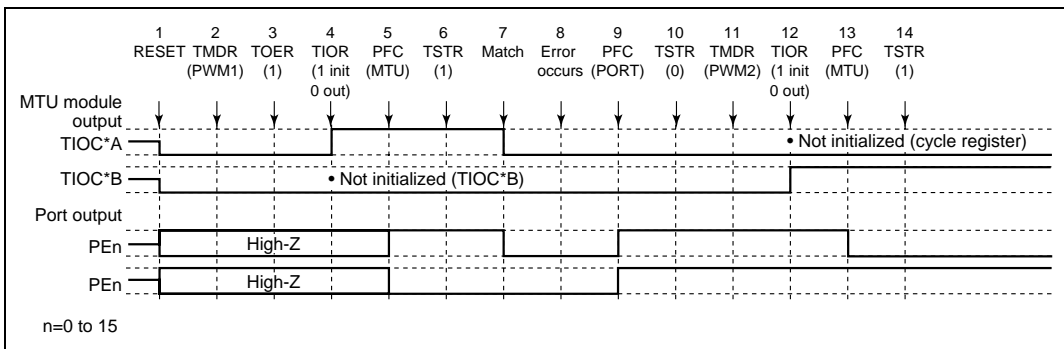 1 2 3 4 5 6 7 8 9 10 11 12 13 14
RESET TMDR TOER TIOR PFC TSTR Match Error PFC TSTR TMDR TIOR PFC TSTR
(PWM1) (1) (1 init (MTU) (1) occurs (PORT) (0) (PWM2) (1 init (MTU) (1)
0 out) 0 out)
MTU module
output
TIOC*A
• Not initialized (cycle register)
TIOC*B
• Not initialized (TIOC*B)
Port output
PEn
High-Z
PEn
High-Z
n=0 to 15